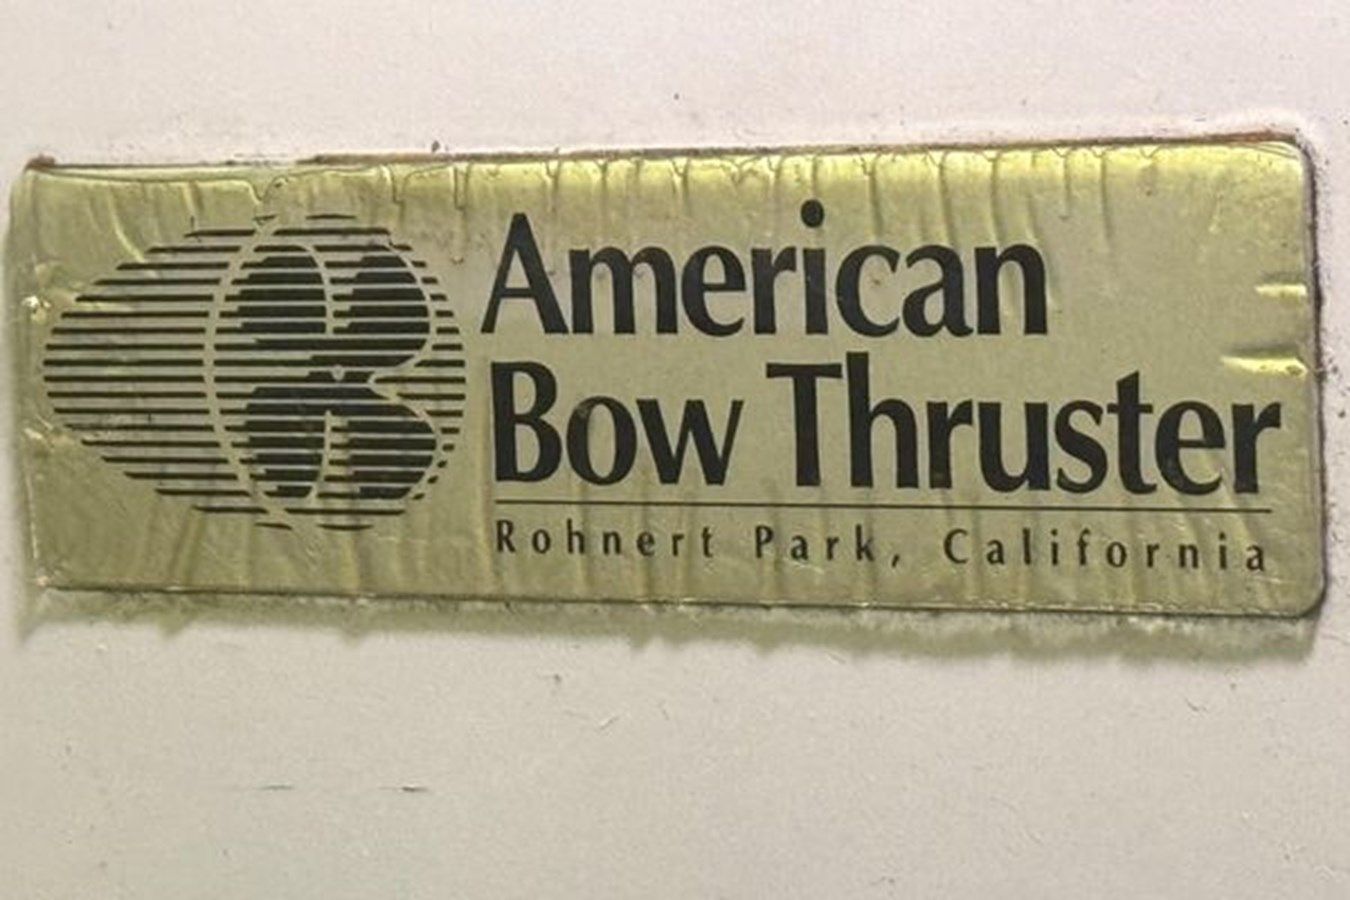 American
Bow Thruster
Rohnert Park, California